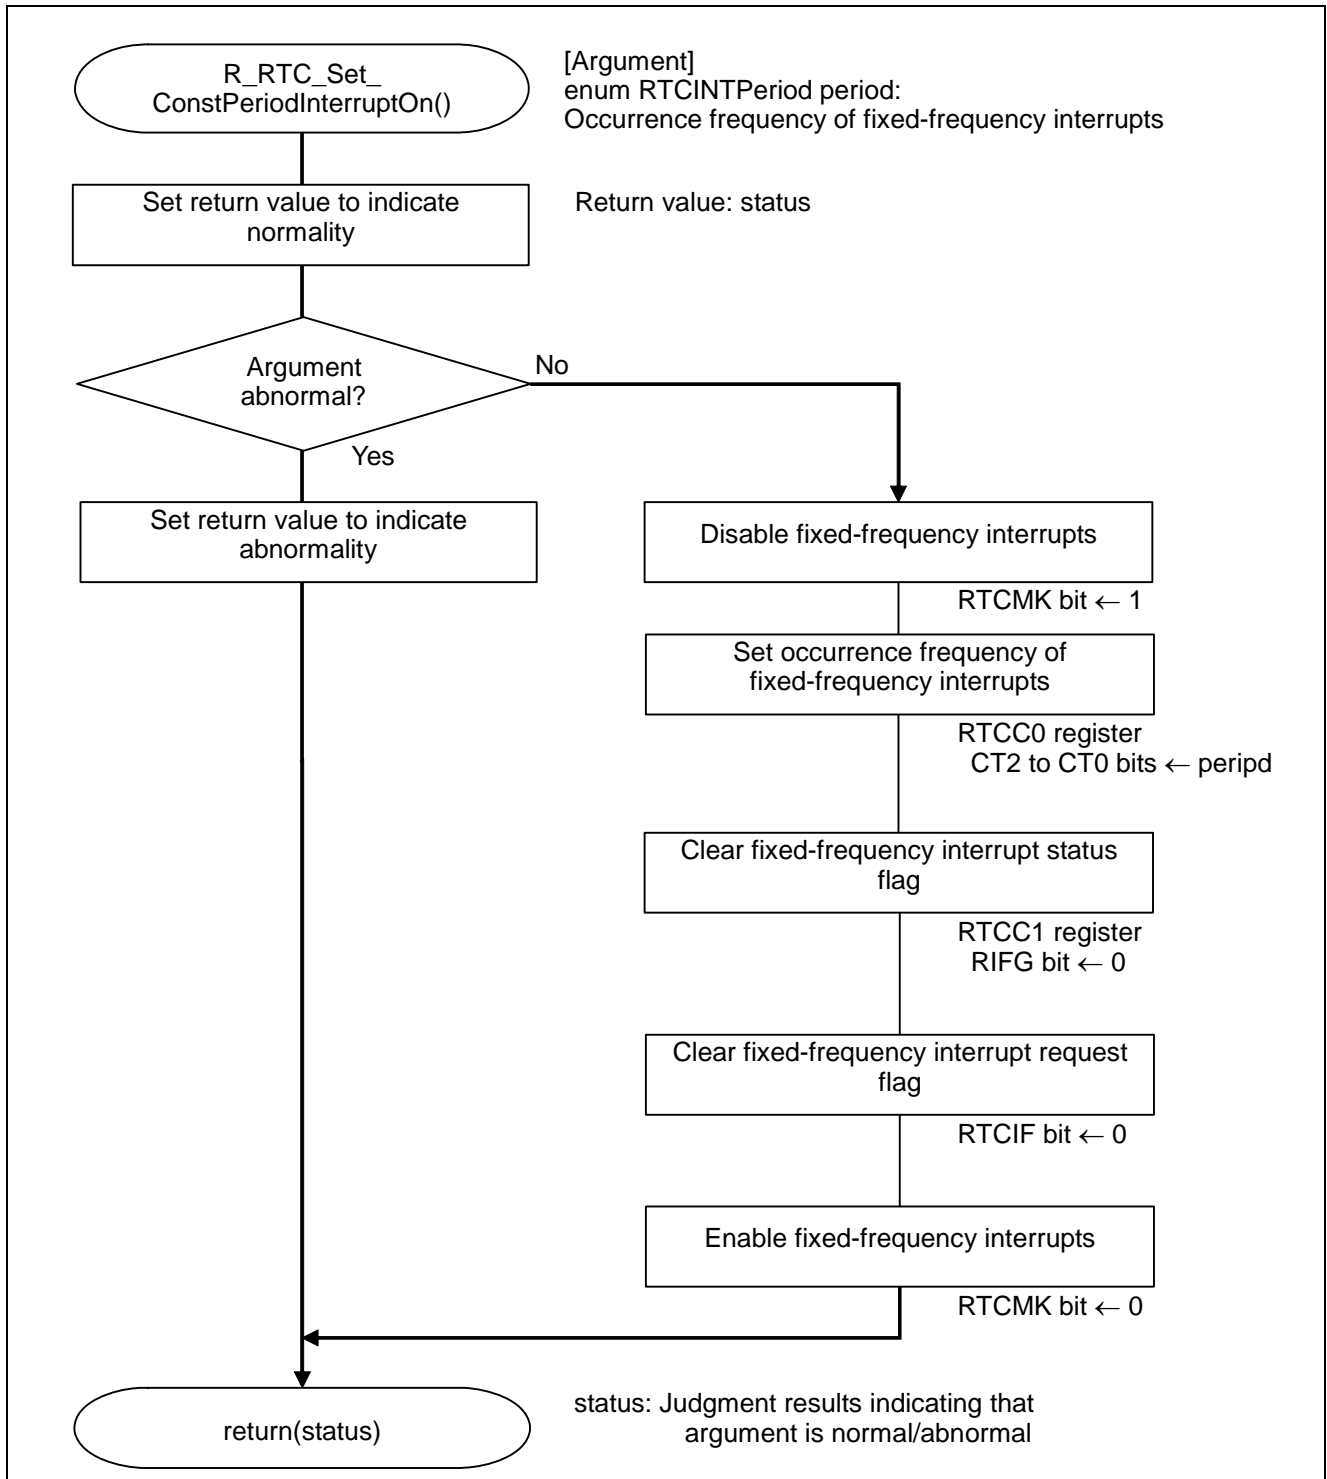 R_RTC_Set_
ConstPeriodInterruptOn()
[Argument]
enum RTCINTPeriod period:
Occurrence frequency of fixed-frequency interrupts
Set return value to indicate
normality
Return value: status
Argument
abnormal?
No
Yes
Set return value to indicate
abnormality
Disable fixed-frequency interrupts
RTCMK bit ← 1
Set occurrence frequency of
fixed-frequency interrupts
RTCC0 register
CT2 to CT0 bits ← peripd
Clear fixed-frequency interrupt status
flag
RTCC1 register
RIFG bit ← 0
Clear fixed-frequency interrupt request
flag
RTCIF bit ← 0
Enable fixed-frequency interrupts
RTCMK bit ← 0
return(status)
status: Judgment results indicating that
argument is normal/abnormal